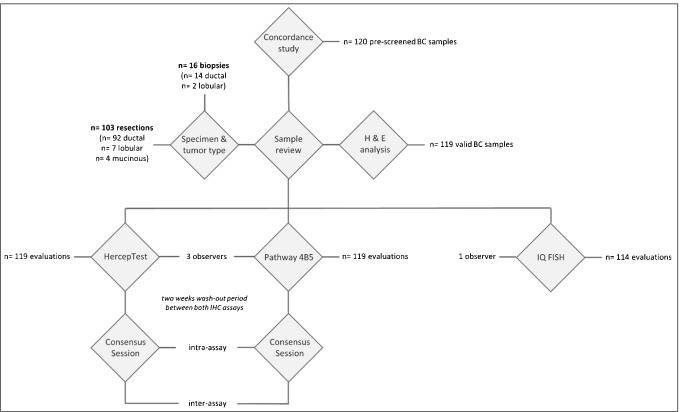 Concordance
study
n= 120 pre-screened BC samples
n= 16 biopsies
(n= 14 ductal
n= 2 lobular)
n= 103 resections
(n= 92 ductal
n= 7 lobular
n= 4 mucinous)
Specimen &
tumor type
Sample
review
H & E
analysis
n= 119 valid BC samples
n= 119 evaluations
HercepTest
3 observers
Pathway 4B5
n= 119 evaluations
1 observer
IQ FISH
n= 114 evaluations
two weeks wash-out period
between both IHC assays
Consensus
Session
intra-assay
Consensus
Session
inter-assay